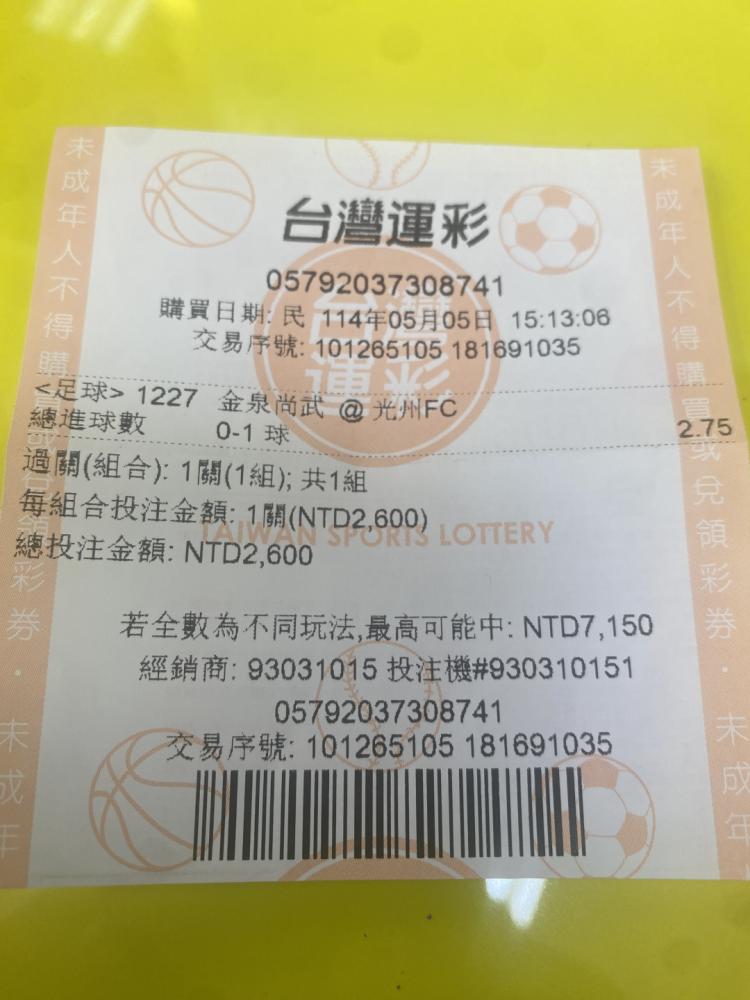 台灣運彩
05792037308741
購買日期: 民 114年05月05日 15:13:06
交易序號: 101265105 181691035
<足球> 1227 金泉尚武 @ 光州FC
總進球數 0-1 球 2.75
過關(組合): 1關(1組); 共1組
每組合投注金額: 1關(NTD2,600)
TAIWAN SPORTS LOTTERY
總投注金額: NTD2,600
若全數為不同玩法,最高可能中: NTD7,150
經銷商: 93031015 投注機#930310151
05792037308741
交易序號: 101265105 181691035
未成年人不得購買或兌領彩券 · 未成年
未成年人不得購買或兌領彩券 · 未成年